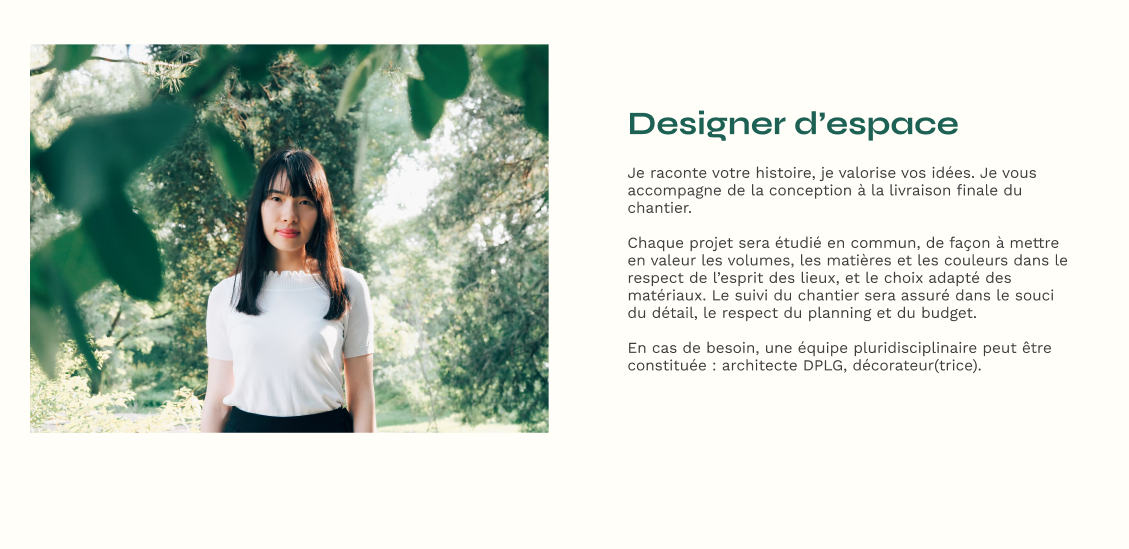 Designer d’espace
Je raconte votre histoire, je valorise vos idées. Je vous
accompagne de la conception à la livraison finale du
chantier.
Chaque projet sera étudié en commun, de façon à mettre
en valeur les volumes, les matières et les couleurs dans le
respect de l’esprit des lieux, et le choix adapté des
matériaux. Le suivi du chantier sera assuré dans le souci
du détail, le respect du planning et du budget.
En cas de besoin, une équipe pluridisciplinaire peut être
constituée : architecte DPLG, décorateur(trice).